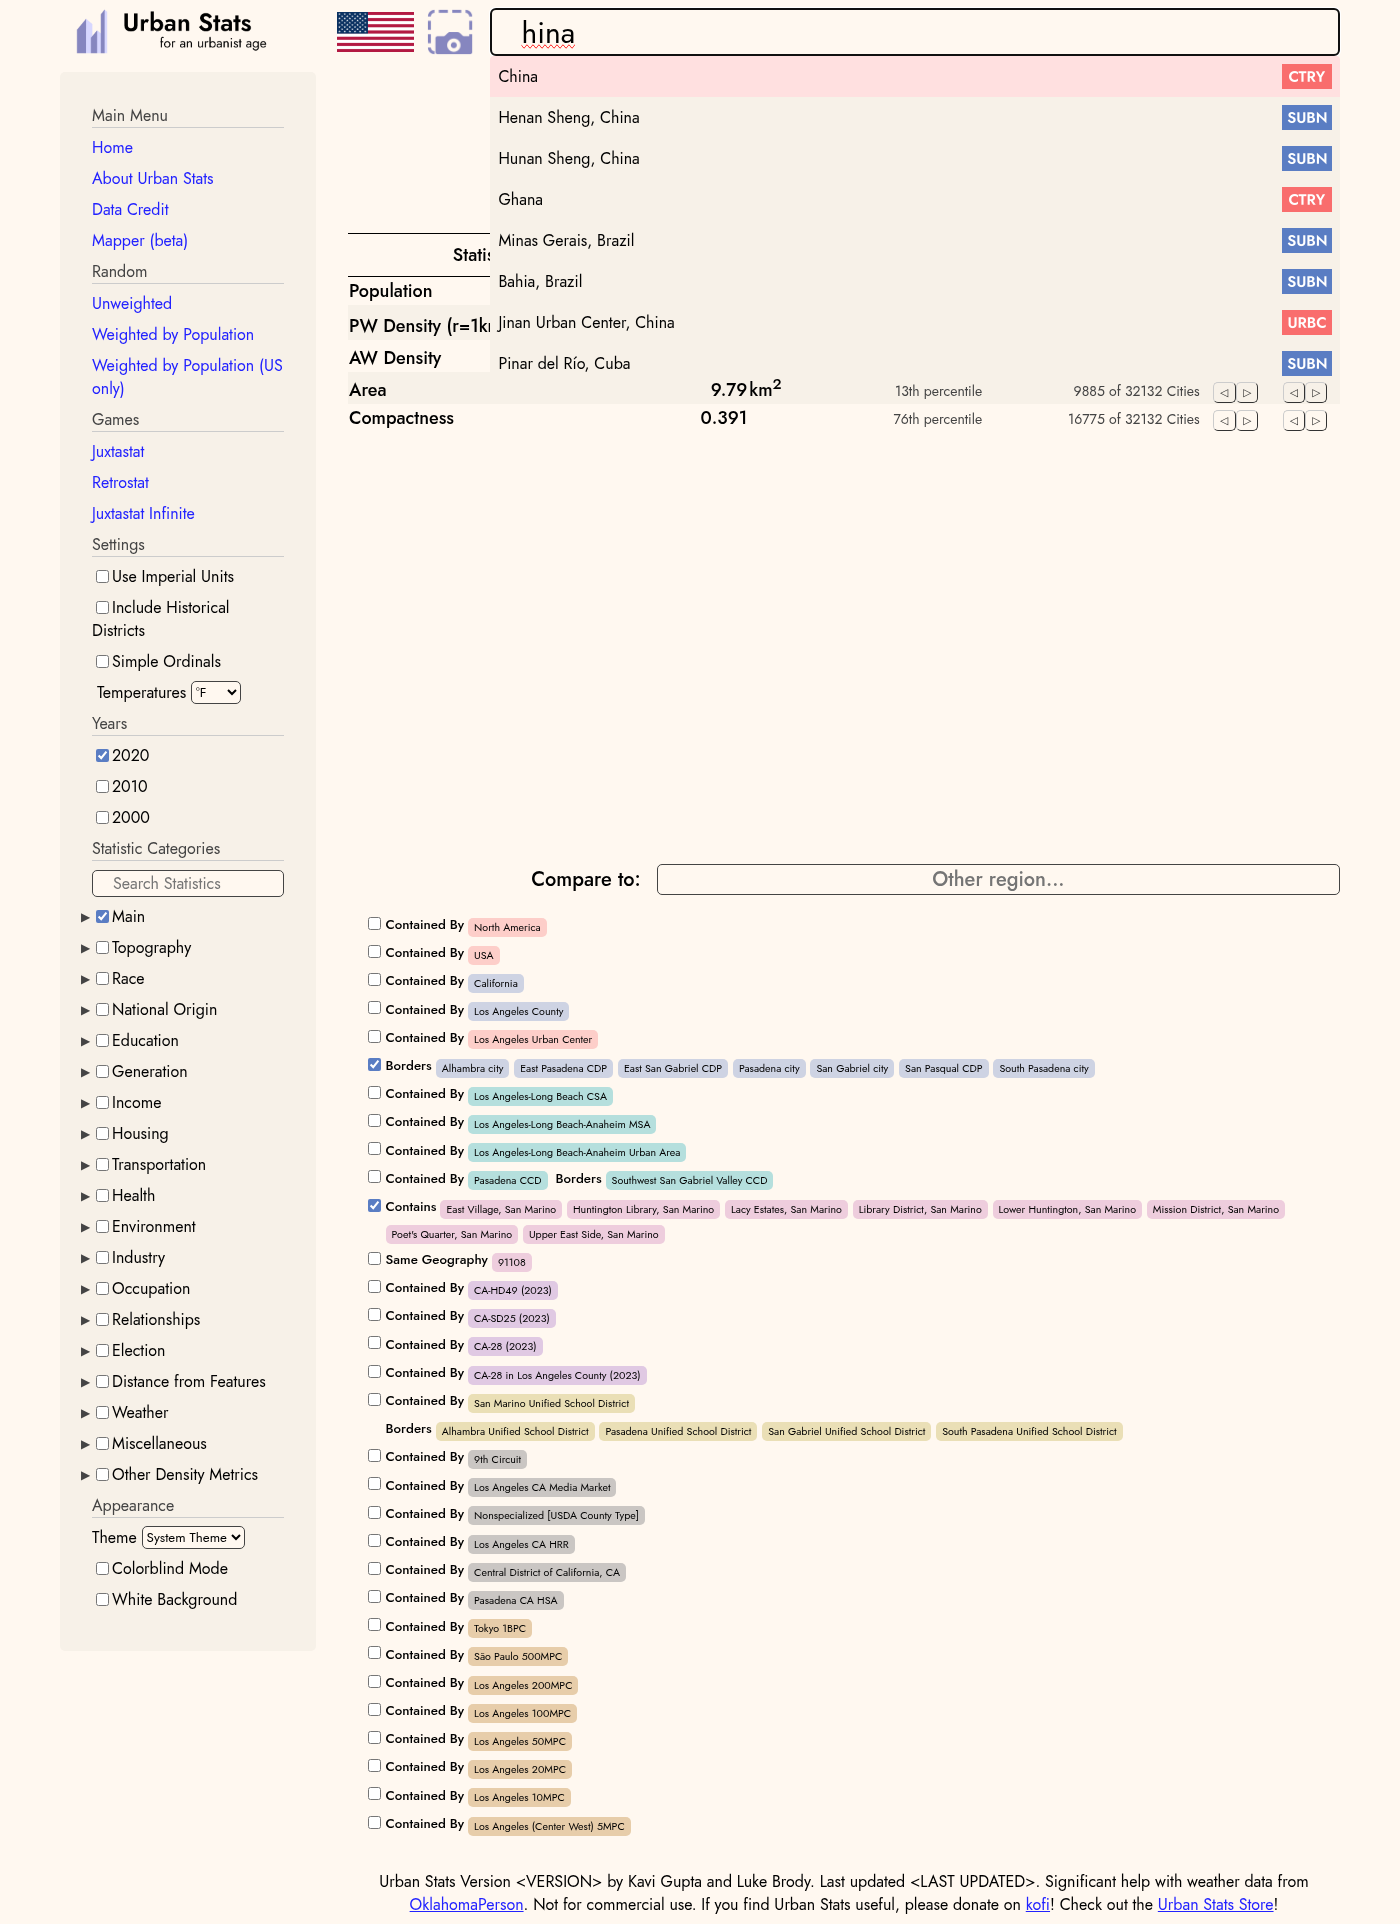 Urban Stats
for an urbanist age
hina
China CTRY
Henan Sheng, China SUBN
Hunan Sheng, China SUBN
Ghana CTRY
Minas Gerais, Brazil SUBN
Bahia, Brazil SUBN
Jinan Urban Center, China URBC
Pinar del Río, Cuba SUBN
Main Menu
Home
About Urban Stats
Data Credit
Mapper (beta)
Random
Unweighted
Weighted by Population
Weighted by Population (US
only)
Games
Juxtastat
Retrostat
Juxtastat Infinite
Settings
Use Imperial Units
Include Historical
Districts
Simple Ordinals
Temperatures °F
Years
2020
2010
2000
Statistic Categories
Search Statistics
▶ Main
▶ Topography
▶ Race
▶ National Origin
▶ Education
▶ Generation
▶ Income
▶ Housing
▶ Transportation
▶ Health
▶ Environment
▶ Industry
▶ Occupation
▶ Relationships
▶ Election
▶ Distance from Features
▶ Weather
▶ Miscellaneous
▶ Other Density Metrics
Appearance
Theme System Theme
Colorblind Mode
White Background
Statis
Population
PW Density (r=1k
AW Density
Area 9.79 km² 13th percentile 9885 of 32132 Cities ◁ ▷ ◁ ▷
Compactness 0.391 76th percentile 16775 of 32132 Cities ◁ ▷ ◁ ▷
Compare to: Other region...
Contained By North America
Contained By USA
Contained By California
Contained By Los Angeles County
Contained By Los Angeles Urban Center
Borders Alhambra city East Pasadena CDP East San Gabriel CDP Pasadena city San Gabriel city San Pasqual CDP South Pasadena city
Contained By Los Angeles-Long Beach CSA
Contained By Los Angeles-Long Beach-Anaheim MSA
Contained By Los Angeles-Long Beach-Anaheim Urban Area
Contained By Pasadena CCD Borders Southwest San Gabriel Valley CCD
Contains East Village, San Marino Huntington Library, San Marino Lacy Estates, San Marino Library District, San Marino Lower Huntington, San Marino Mission District, San Marino
Poet's Quarter, San Marino Upper East Side, San Marino
Same Geography 91108
Contained By CA-HD49 (2023)
Contained By CA-SD25 (2023)
Contained By CA-28 (2023)
Contained By CA-28 in Los Angeles County (2023)
Contained By San Marino Unified School District
Borders Alhambra Unified School District Pasadena Unified School District San Gabriel Unified School District South Pasadena Unified School District
Contained By 9th Circuit
Contained By Los Angeles CA Media Market
Contained By Nonspecialized [USDA County Type]
Contained By Los Angeles CA HRR
Contained By Central District of California, CA
Contained By Pasadena CA HSA
Contained By Tokyo 1BPC
Contained By São Paulo 500MPC
Contained By Los Angeles 200MPC
Contained By Los Angeles 100MPC
Contained By Los Angeles 50MPC
Contained By Los Angeles 20MPC
Contained By Los Angeles 10MPC
Contained By Los Angeles (Center West) 5MPC
Urban Stats Version <VERSION> by Kavi Gupta and Luke Brody. Last updated <LAST UPDATED>. Significant help with weather data from
OklahomaPerson. Not for commercial use. If you find Urban Stats useful, please donate on kofi! Check out the Urban Stats Store!